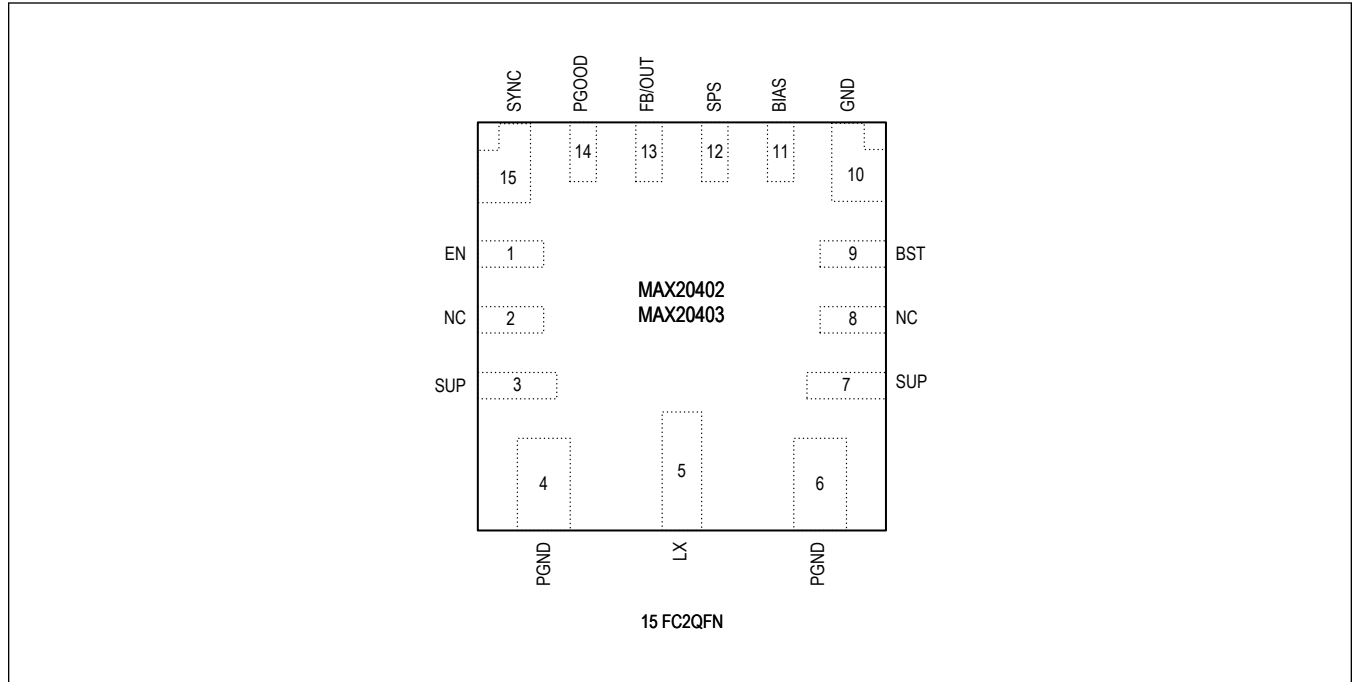 SYNC
PGOOD
FB/OUT
SPS
BIAS
GND
15
14
13
12
11
10
EN
1
9
BST
MAX20402
MAX20403
NC
2
8
NC
SUP
3
7
SUP
4
5
6
PGND
LX
PGND
15 FC2QFN